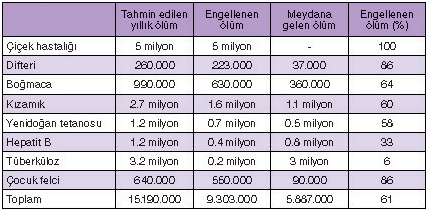 Tahmin edilen yıllık ölüm Engellenen ölüm Meydana gelen ölüm Engellenen ölüm (%)
Çiçek hastalığı 5 milyon 5 milyon - 100
Difteri 260.000 223.000 37.000 86
Boğmaca 990.000 630.000 360.000 64
Kızamık 2.7 milyon 1.6 milyon 1.1 milyon 60
Yenidoğan tetanosu 1.2 milyon 0.7 milyon 0.5 milyon 58
Hepatit B 1.2 milyon 0.4 milyon 0.8 milyon 33
Tüberküloz 3.2 milyon 0.2 milyon 3 milyon 6
Çocuk felci 640.000 550.000 90.000 86
Toplam 15.190.000 9.303.000 5.887.000 61